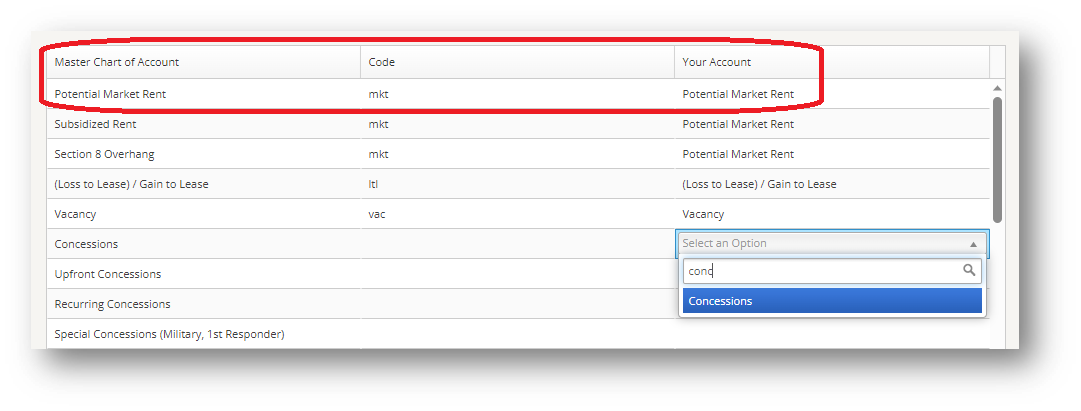 Master Chart of Account Code Your Account
Potential Market Rent mkt Potential Market Rent
Subsidized Rent mkt Potential Market Rent
Section 8 Overhang mkt Potential Market Rent
(Loss to Lease) / Gain to Lease ltl (Loss to Lease) / Gain to Lease
Vacancy vac Vacancy
Concessions Select an Option
Upfront Concessions conc
Recurring Concessions Concessions
Special Concessions (Military, 1st Responder)